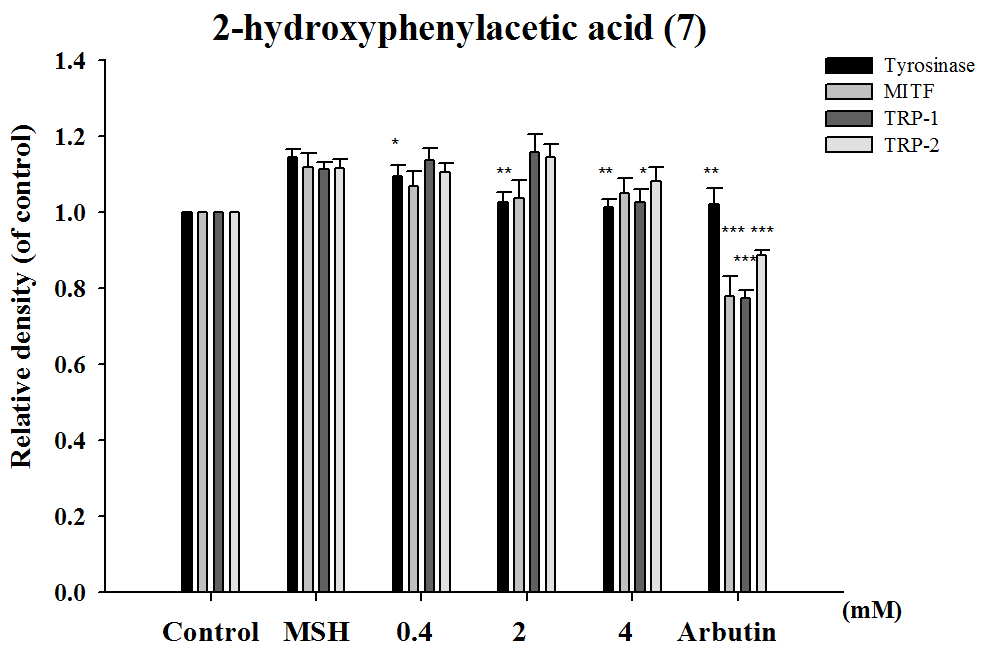 2-hydroxyphenylacetic acid (7)
Relative density (of control)
1.4
1.2
1.0
0.8
0.6
0.4
0.2
0.0
Tyrosinase
MITF
TRP-1
TRP-2
*
**
** *
**
*** ***
***
Control MSH 0.4 2 4 Arbutin
(mM)